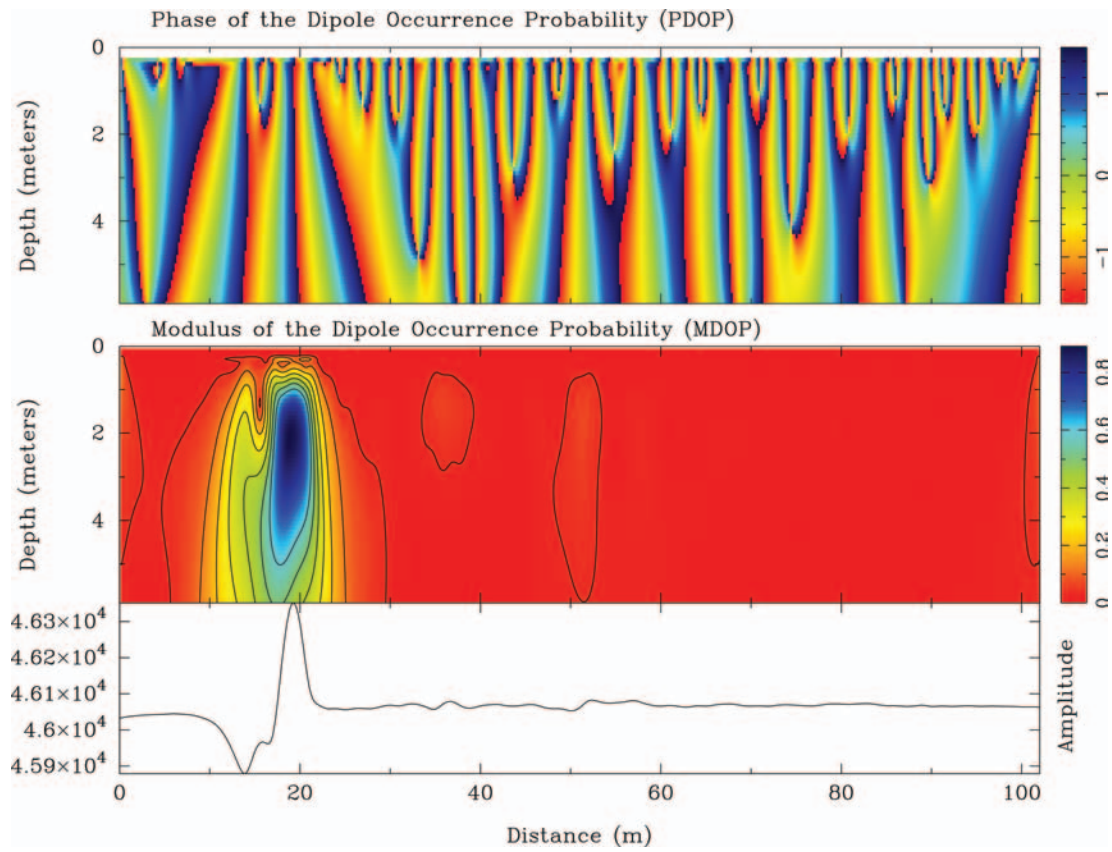 Phase of the Dipole Occurrence Probability (PDOP)
0
2
4
Depth (meters)
1
0
−1
Modulus of the Dipole Occurrence Probability (MDOP)
0
2
4
Depth (meters)
0.8
0.6
0.4
0.2
0
4.63×10⁴
4.62×10⁴
4.61×10⁴
4.6×10⁴
4.59×10⁴
Amplitude
0 20 40 60 80 100
Distance (m)